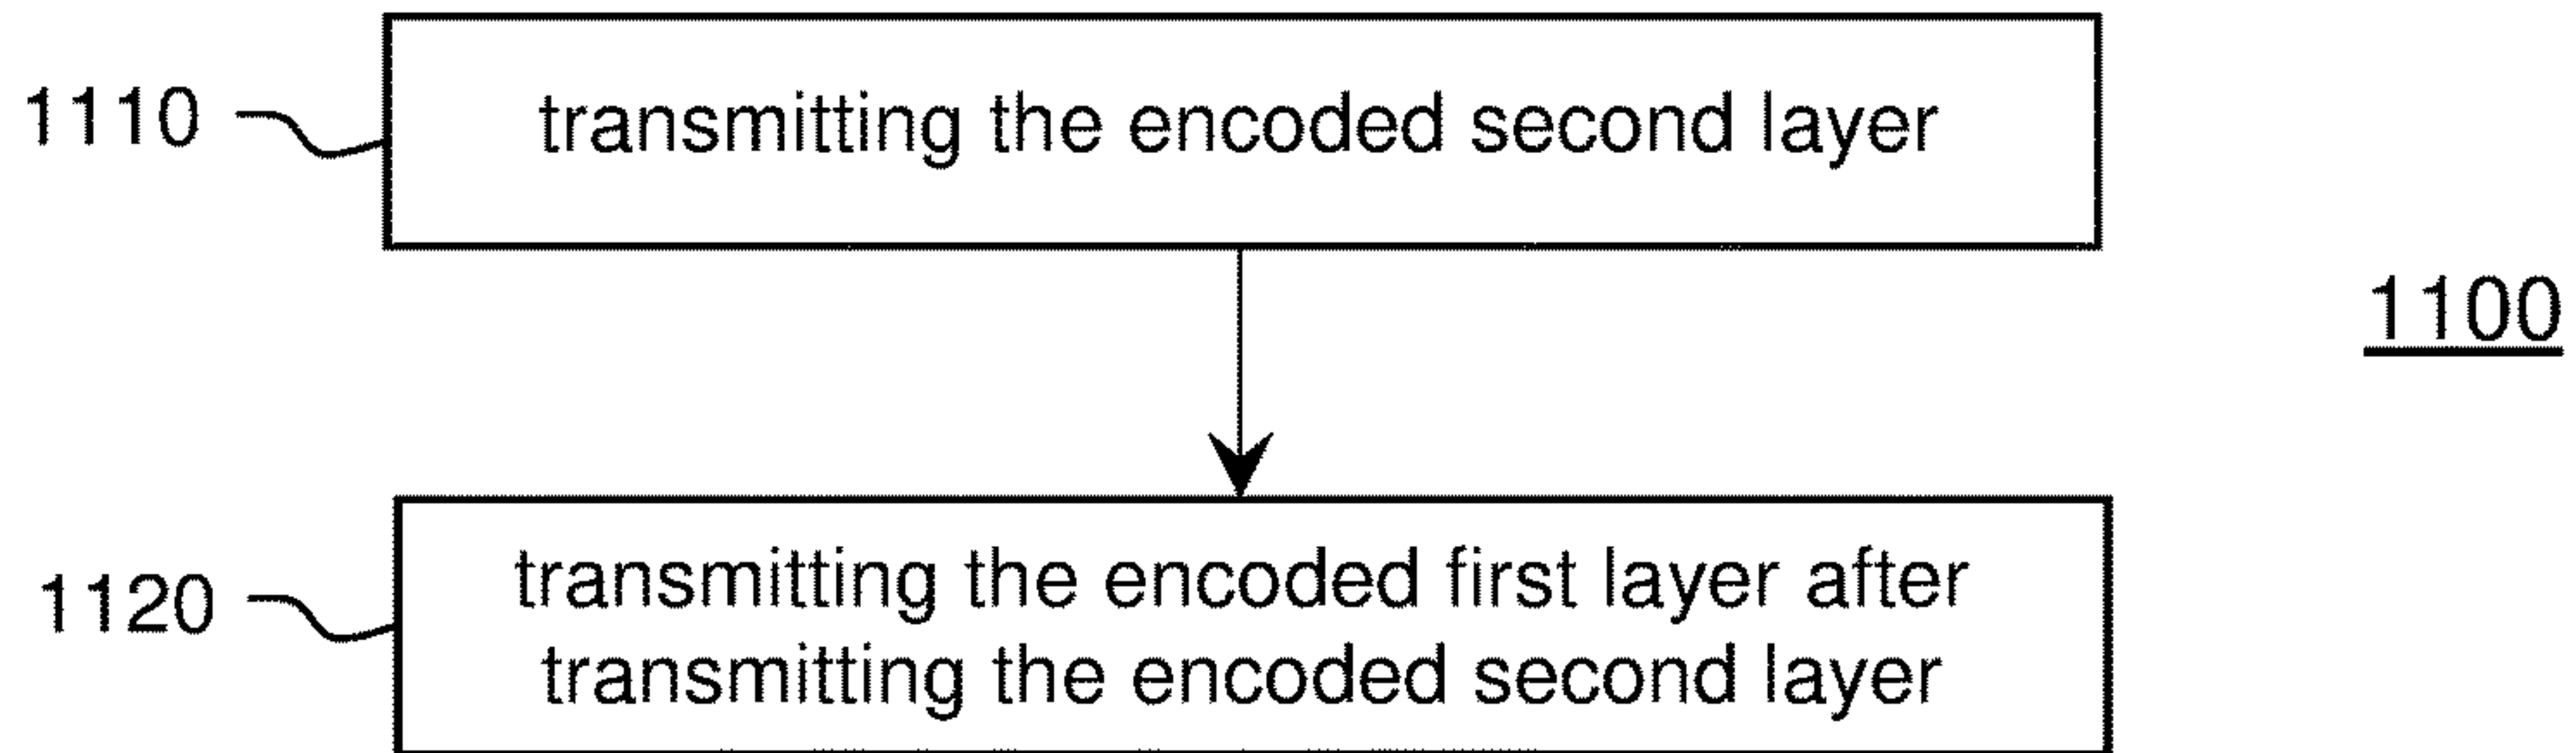 1110
transmitting the encoded second layer
1100
1120
transmitting the encoded first layer after
transmitting the encoded second layer